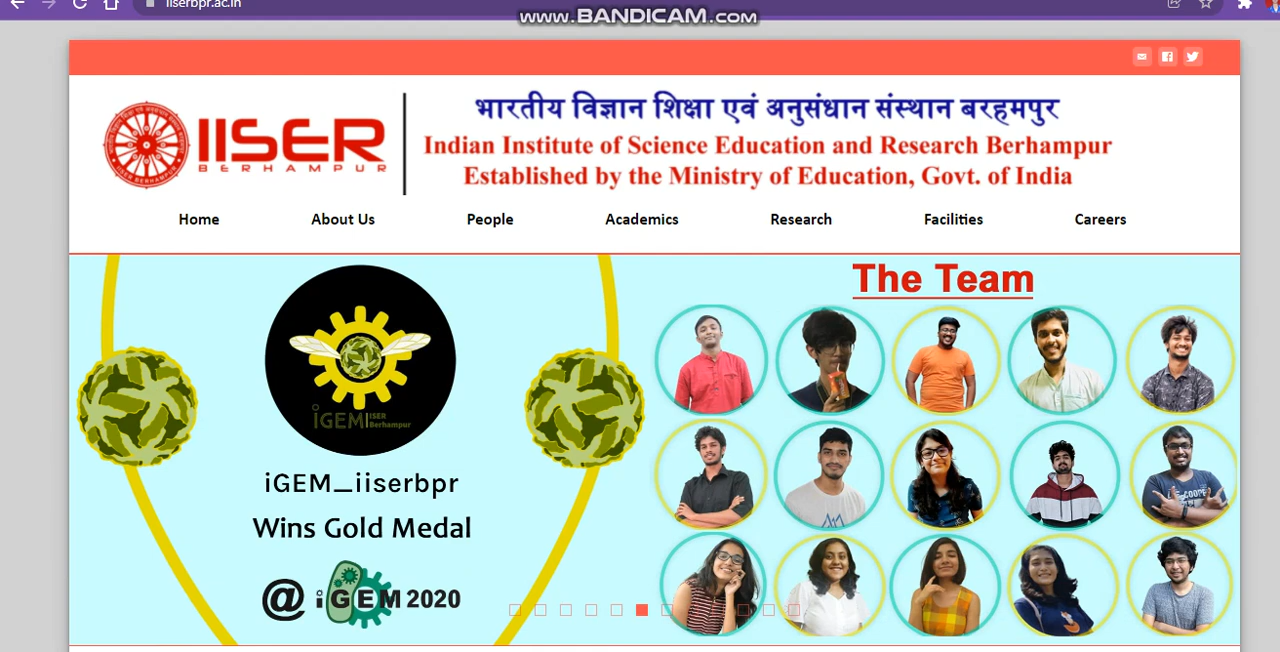 iiserbpr.ac.in
www.BANDICAM.com
IISER
BERHAMPUR
भारतीय विज्ञान शिक्षा एवं अनुसंधान संस्थान बरहमपुर
Indian Institute of Science Education and Research Berhampur
Established by the Ministry of Education, Govt. of India
Home About Us People Academics Research Facilities Careers
The Team
iGEM IISER
Berhampur
iGEM_iiserbpr
Wins Gold Medal
@ iGEM 2020